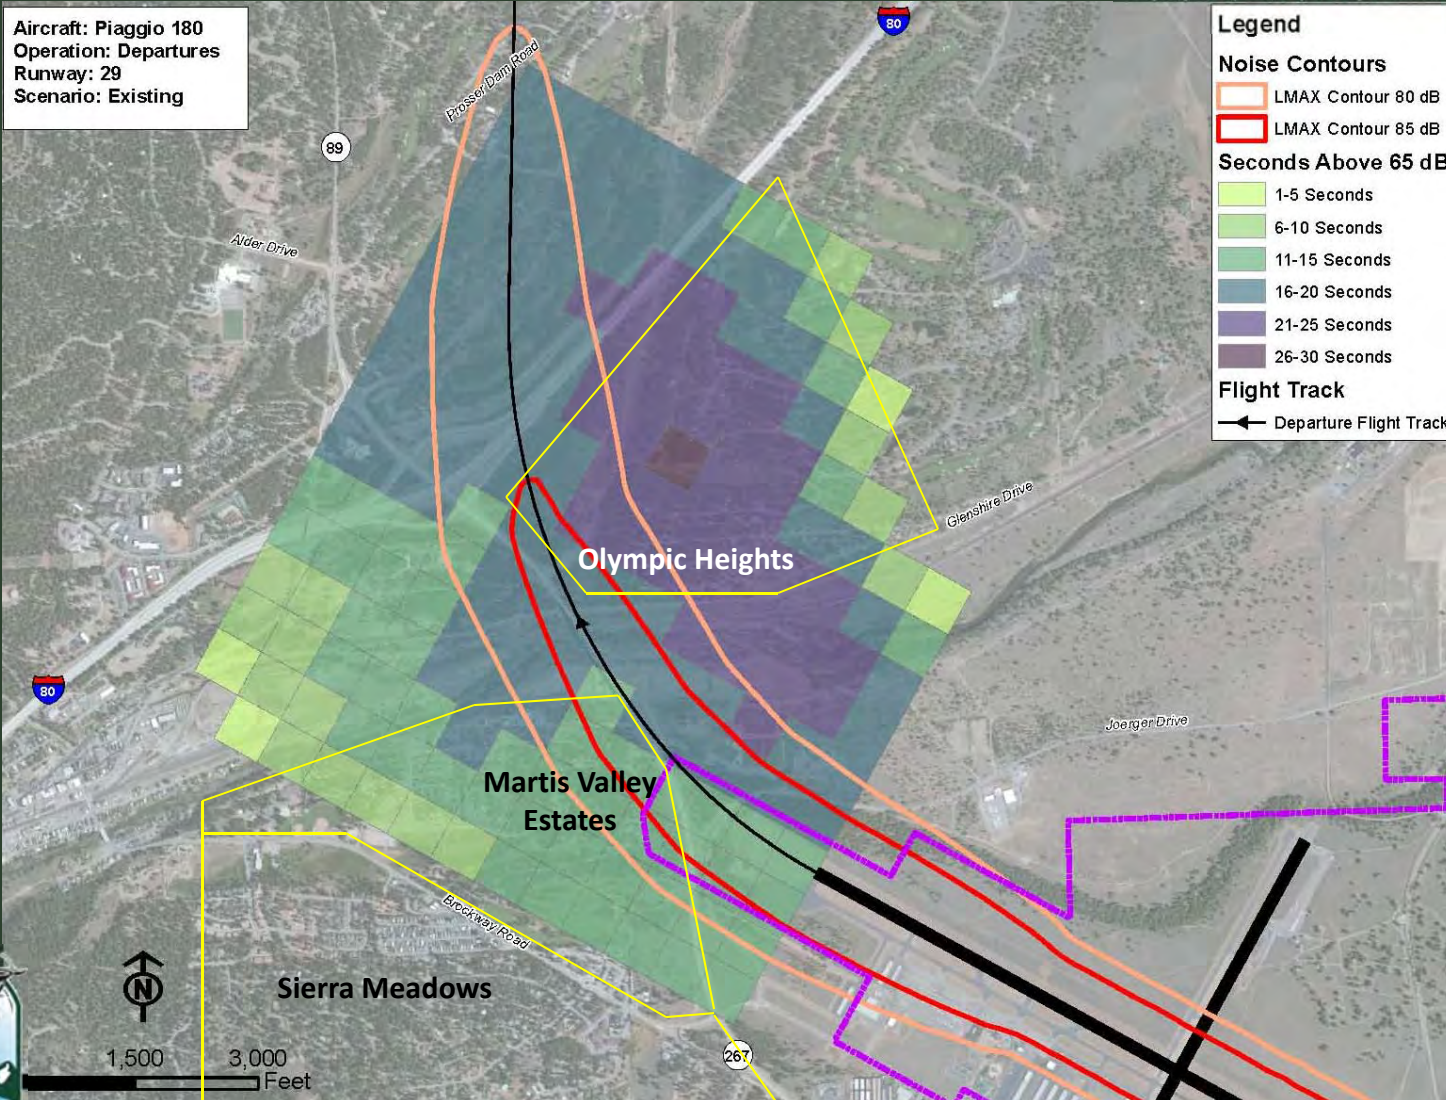 Aircraft: Piaggio 180
Operation: Departures
Runway: 29
Scenario: Existing
80
Legend
Noise Contours
LMAX Contour 80 dB
LMAX Contour 85 dB
Seconds Above 65 dB
1-5 Seconds
6-10 Seconds
11-15 Seconds
16-20 Seconds
21-25 Seconds
26-30 Seconds
Flight Track
Departure Flight Track
Prosser Dam Road
89
Alder Drive
Glenshire Drive
Olympic Heights
80
Joerger Drive
Martis Valley
Estates
Brockway Road
Sierra Meadows
N
267
1,500 3,000
Feet